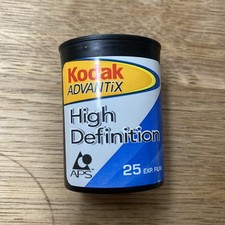 Kodak
ADVANTiX
High
Definition
APS
25 EXP. FILM